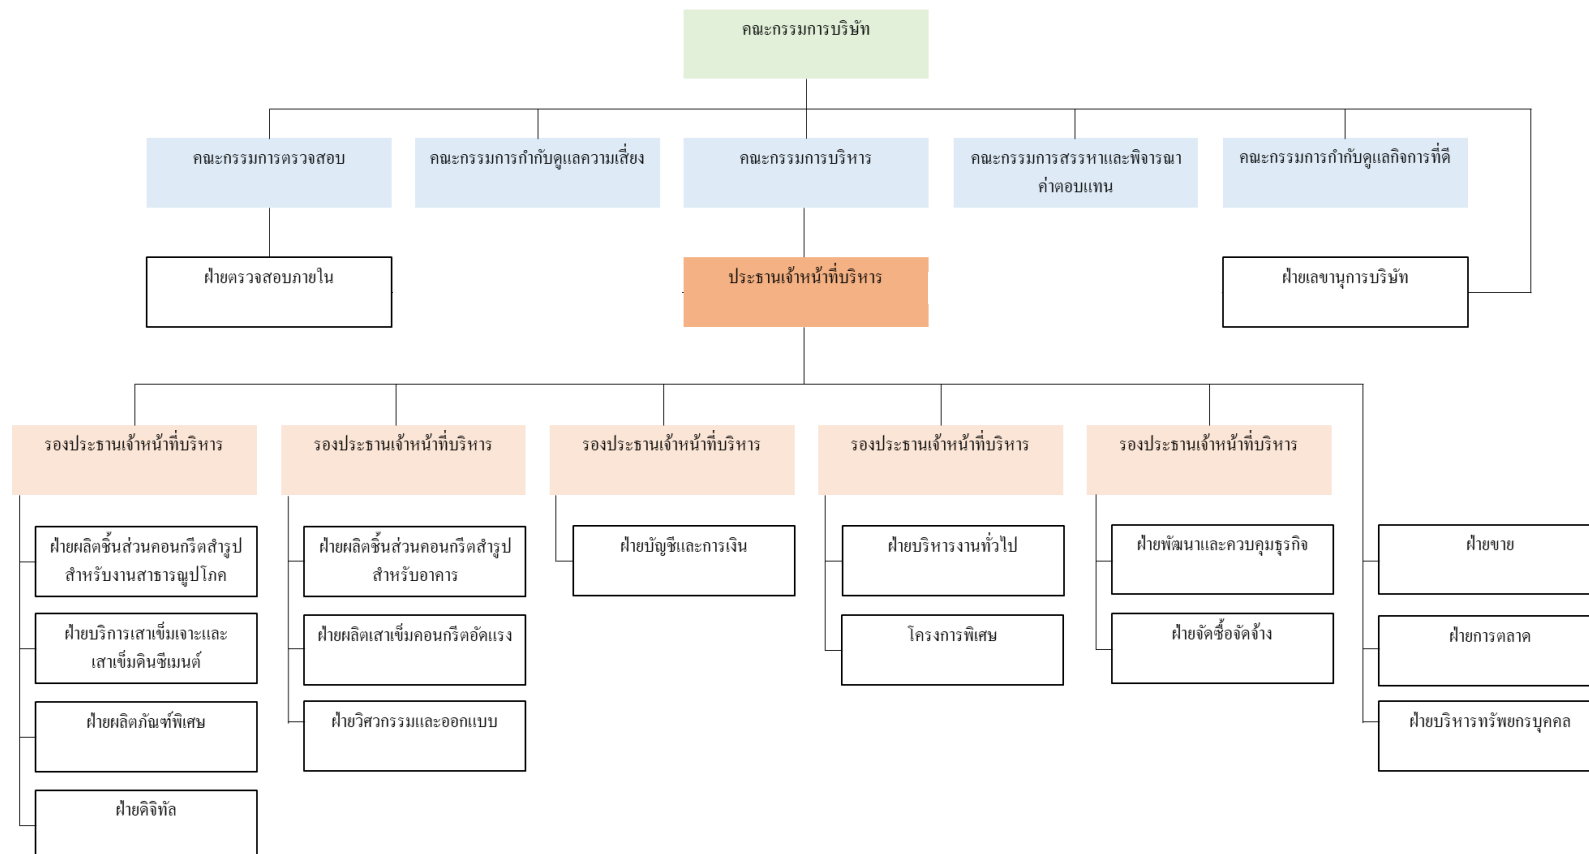 คณะกรรมการบริษัท
คณะกรรมการตรวจสอบ
คณะกรรมการกำกับดูแลความเสี่ยง
คณะกรรมการบริหาร
คณะกรรมการสรรหาและพิจารณา
ค่าตอบแทน
คณะกรรมการกำกับดูแลกิจการที่ดี
ฝ่ายตรวจสอบภายใน
ประธานเจ้าหน้าที่บริหาร
ฝ่ายเลขานุการบริษัท
รองประธานเจ้าหน้าที่บริหาร
รองประธานเจ้าหน้าที่บริหาร
รองประธานเจ้าหน้าที่บริหาร
รองประธานเจ้าหน้าที่บริหาร
รองประธานเจ้าหน้าที่บริหาร
ฝ่ายผลิตชิ้นส่วนคอนกรีตสำรูป
สำหรับงานสาธารณูปโภค
ฝ่ายผลิตชิ้นส่วนคอนกรีตสำรูป
สำหรับอาคาร
ฝ่ายบัญชีและการเงิน
ฝ่ายบริหารงานทั่วไป
ฝ่ายพัฒนาและควบคุมธุรกิจ
ฝ่ายขาย
ฝ่ายบริการเสาเข็มเจาะและ
เสาเข็มดินซีเมนต์
ฝ่ายผลิตเสาเข็มคอนกรีตอัดแรง
โครงการพิเศษ
ฝ่ายจัดซื้อจัดจ้าง
ฝ่ายการตลาด
ฝ่ายผลิตภัณฑ์พิเศษ
ฝ่ายวิศวกรรมและออกแบบ
ฝ่ายบริหารทรัพยกรบุคคล
ฝ่ายดิจิทัล